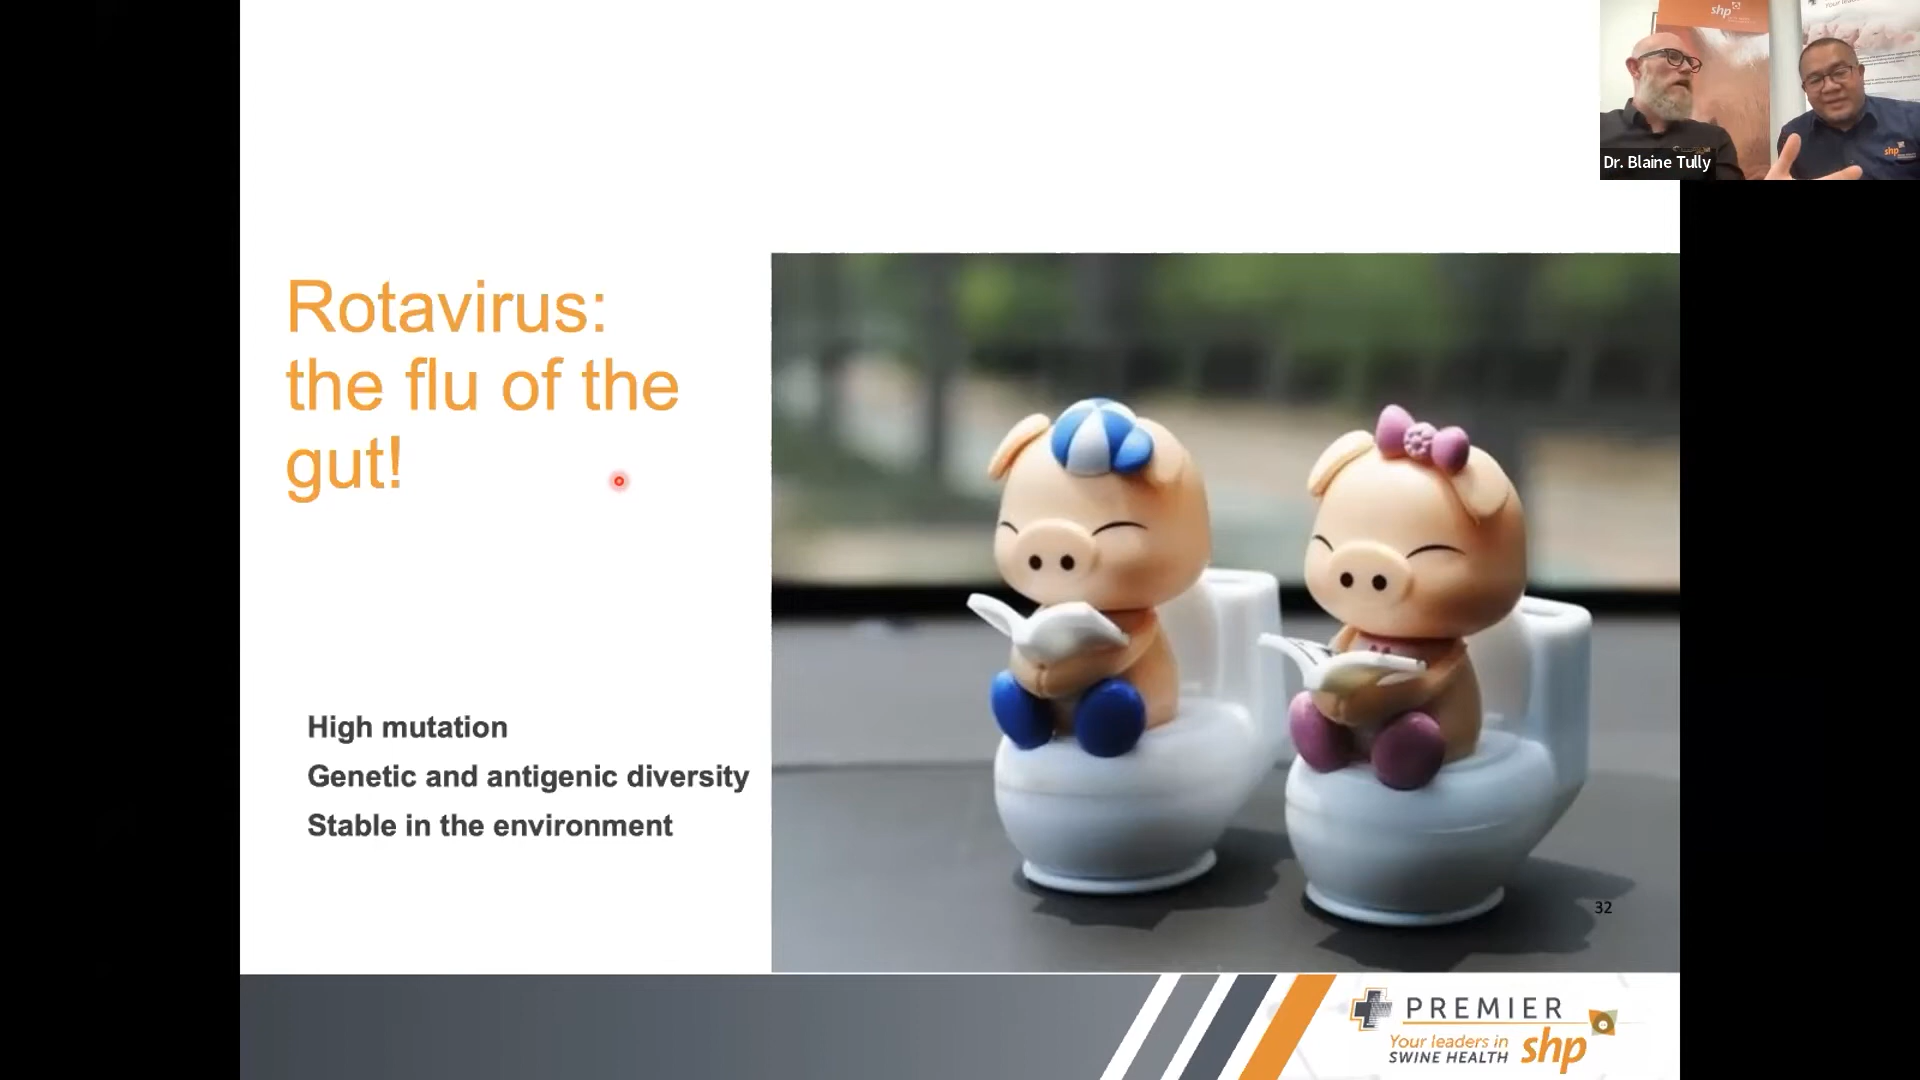 shp
Dr. Blaine Tully
shp
Rotavirus:
the flu of the
gut!
High mutation
Genetic and antigenic diversity
Stable in the environment
32
PREMIER
Your leaders in
SWINE HEALTH
shp